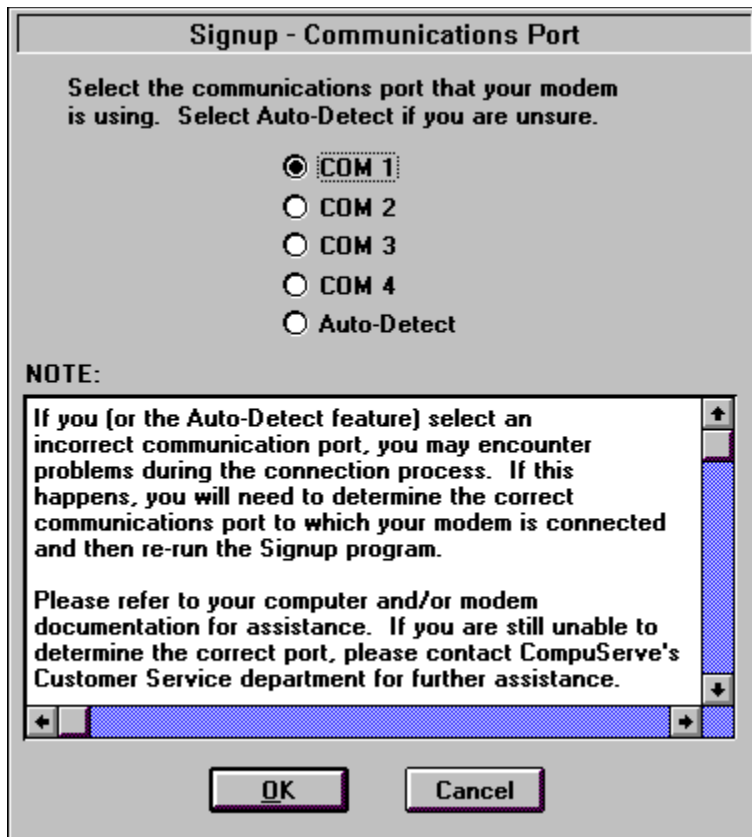 Signup - Communications Port
Select the communications port that your modem
is using.  Select Auto-Detect if you are unsure.
COM 1
COM 2
COM 3
COM 4
Auto-Detect
NOTE:
If you (or the Auto-Detect feature) select an
incorrect communication port, you may encounter
problems during the connection process.  If this
happens, you will need to determine the correct
communications port to which your modem is connected
and then re-run the Signup program.
Please refer to your computer and/or modem
documentation for assistance.  If you are still unable to
determine the correct port, please contact CompuServe's
Customer Service department for further assistance.
OK
Cancel